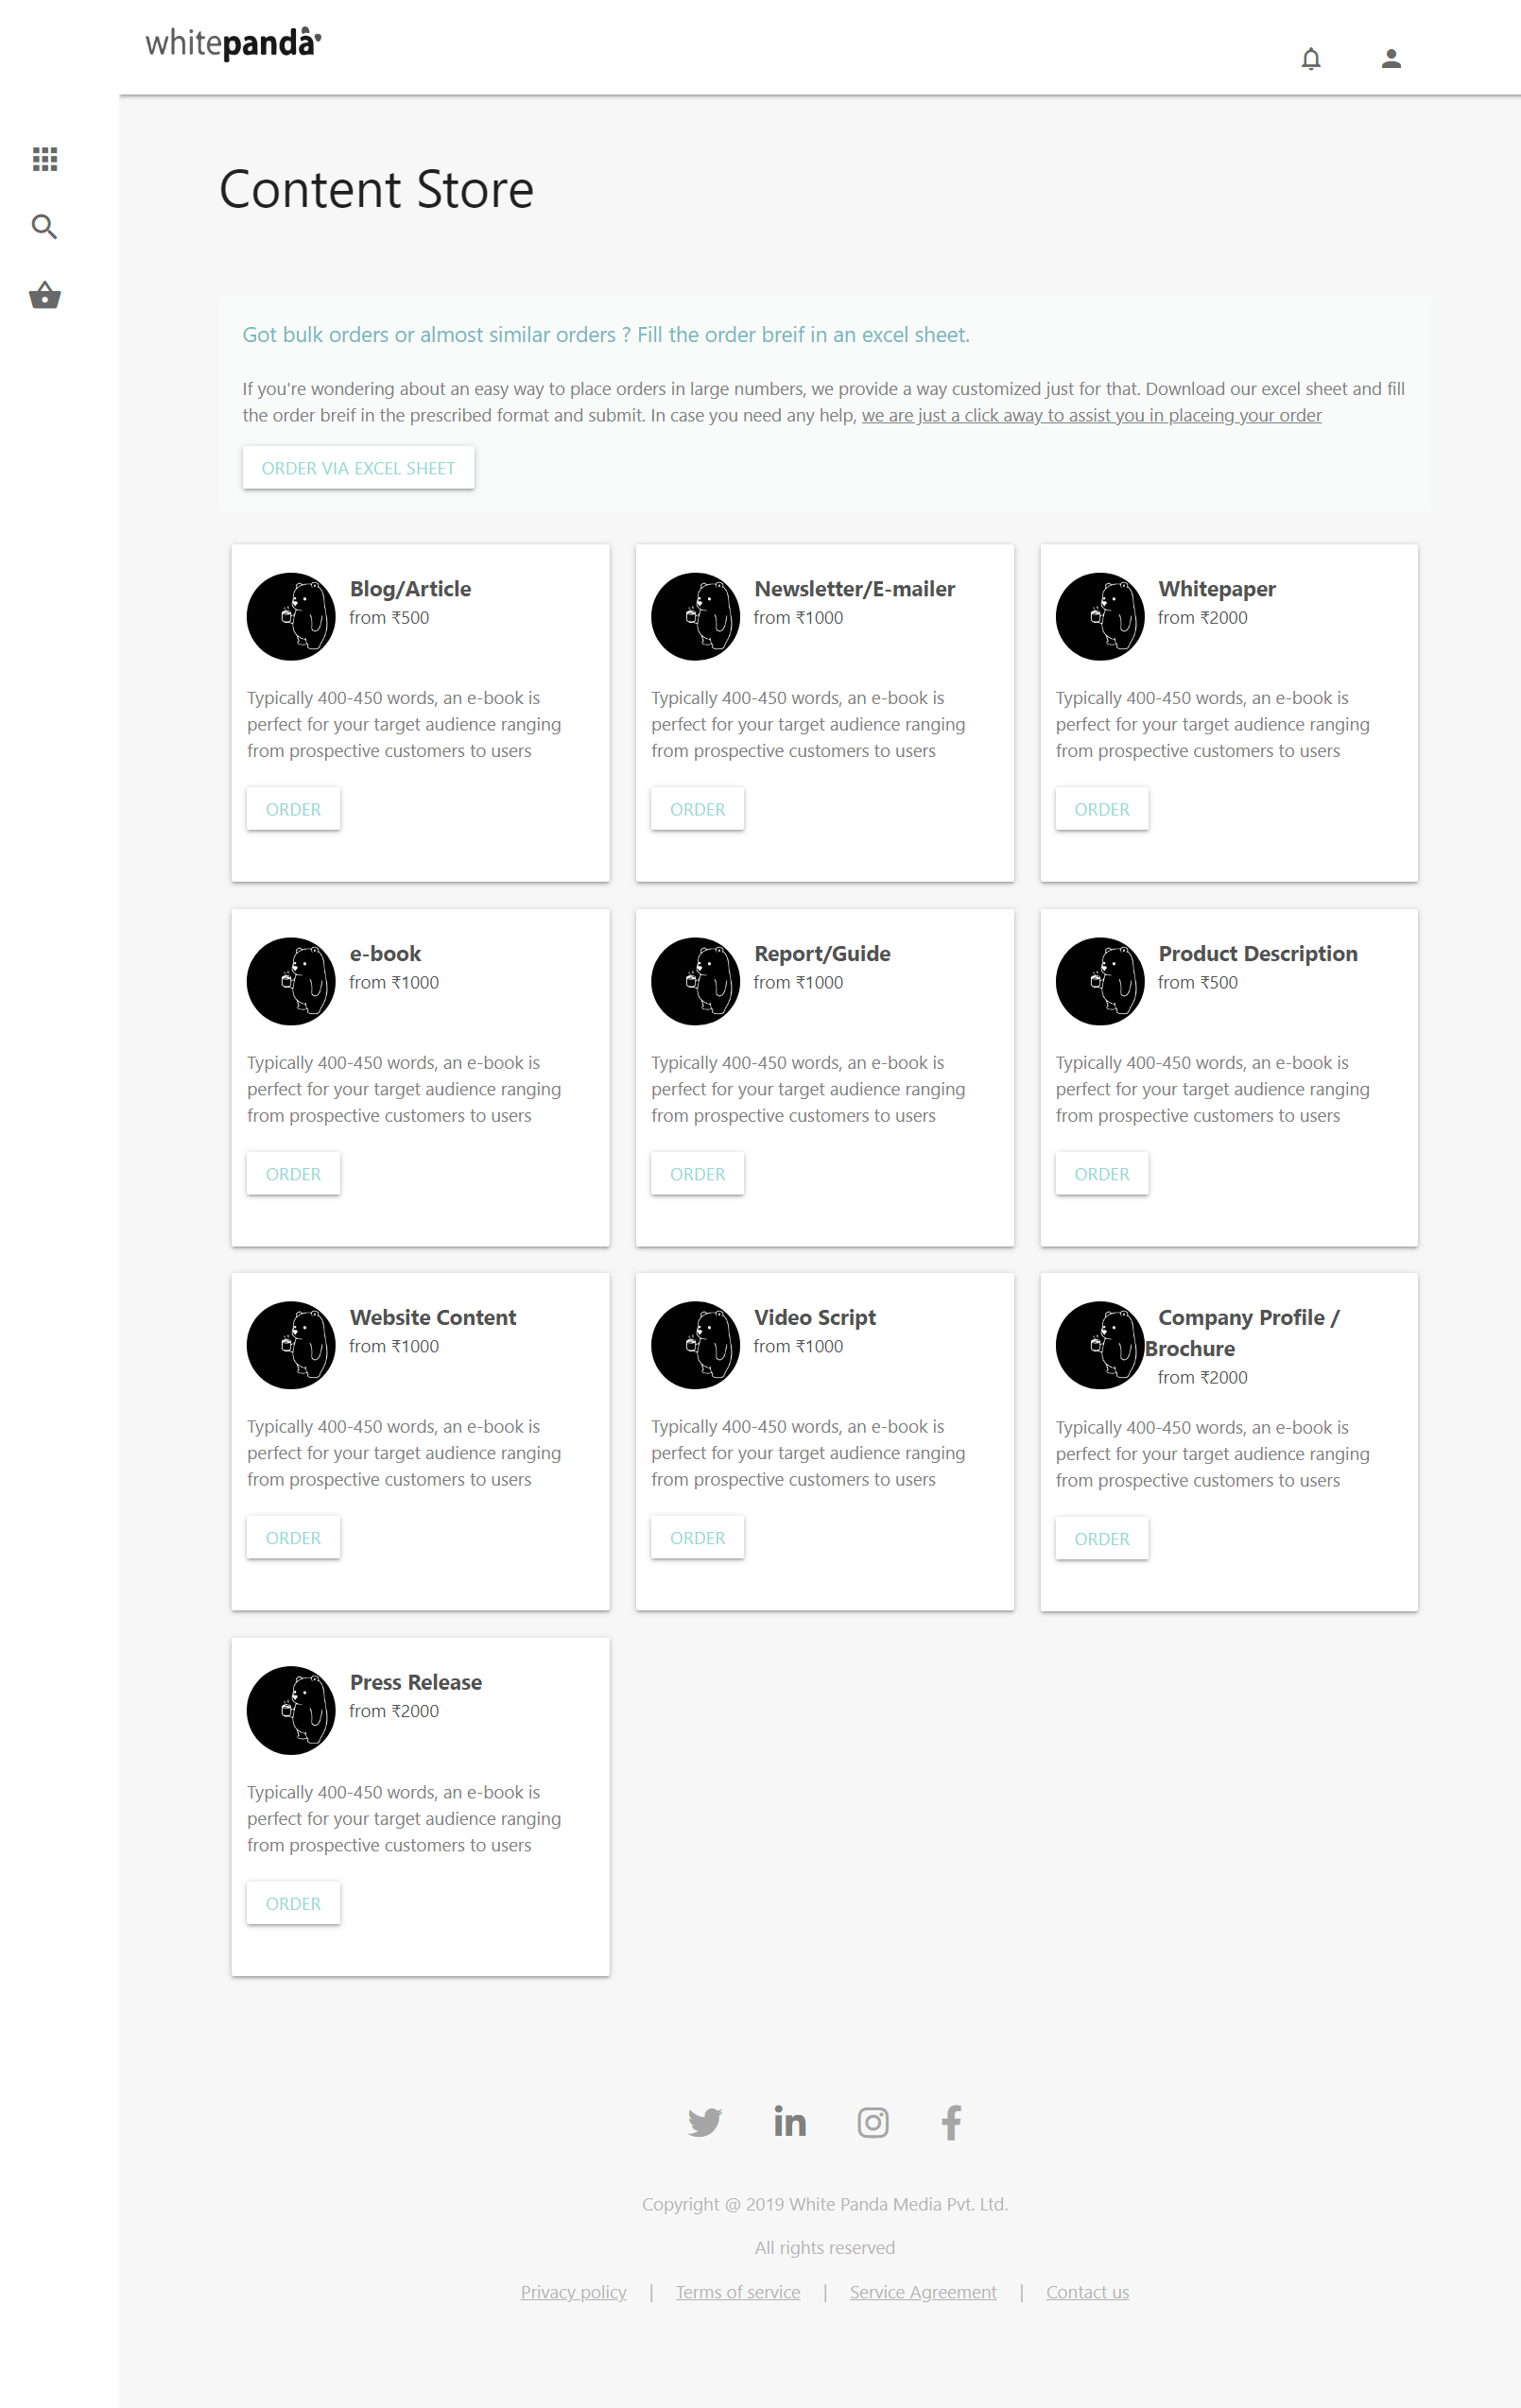 whitepanda
Content Store
Got bulk orders or almost similar orders ? Fill the order breif in an excel sheet.
If you're wondering about an easy way to place orders in large numbers, we provide a way customized just for that. Download our excel sheet and fill
the order breif in the prescribed format and submit. In case you need any help, we are just a click away to assist you in placeing your order
ORDER VIA EXCEL SHEET
Blog/Article
from ₹500
Typically 400-450 words, an e-book is
perfect for your target audience ranging
from prospective customers to users
ORDER
Newsletter/E-mailer
from ₹1000
Typically 400-450 words, an e-book is
perfect for your target audience ranging
from prospective customers to users
ORDER
Whitepaper
from ₹2000
Typically 400-450 words, an e-book is
perfect for your target audience ranging
from prospective customers to users
ORDER
e-book
from ₹1000
Typically 400-450 words, an e-book is
perfect for your target audience ranging
from prospective customers to users
ORDER
Report/Guide
from ₹1000
Typically 400-450 words, an e-book is
perfect for your target audience ranging
from prospective customers to users
ORDER
Product Description
from ₹500
Typically 400-450 words, an e-book is
perfect for your target audience ranging
from prospective customers to users
ORDER
Website Content
from ₹1000
Typically 400-450 words, an e-book is
perfect for your target audience ranging
from prospective customers to users
ORDER
Video Script
from ₹1000
Typically 400-450 words, an e-book is
perfect for your target audience ranging
from prospective customers to users
ORDER
Company Profile /
Brochure
from ₹2000
Typically 400-450 words, an e-book is
perfect for your target audience ranging
from prospective customers to users
ORDER
Press Release
from ₹2000
Typically 400-450 words, an e-book is
perfect for your target audience ranging
from prospective customers to users
ORDER
Copyright @ 2019 White Panda Media Pvt. Ltd.
All rights reserved
Privacy policy | Terms of service | Service Agreement | Contact us